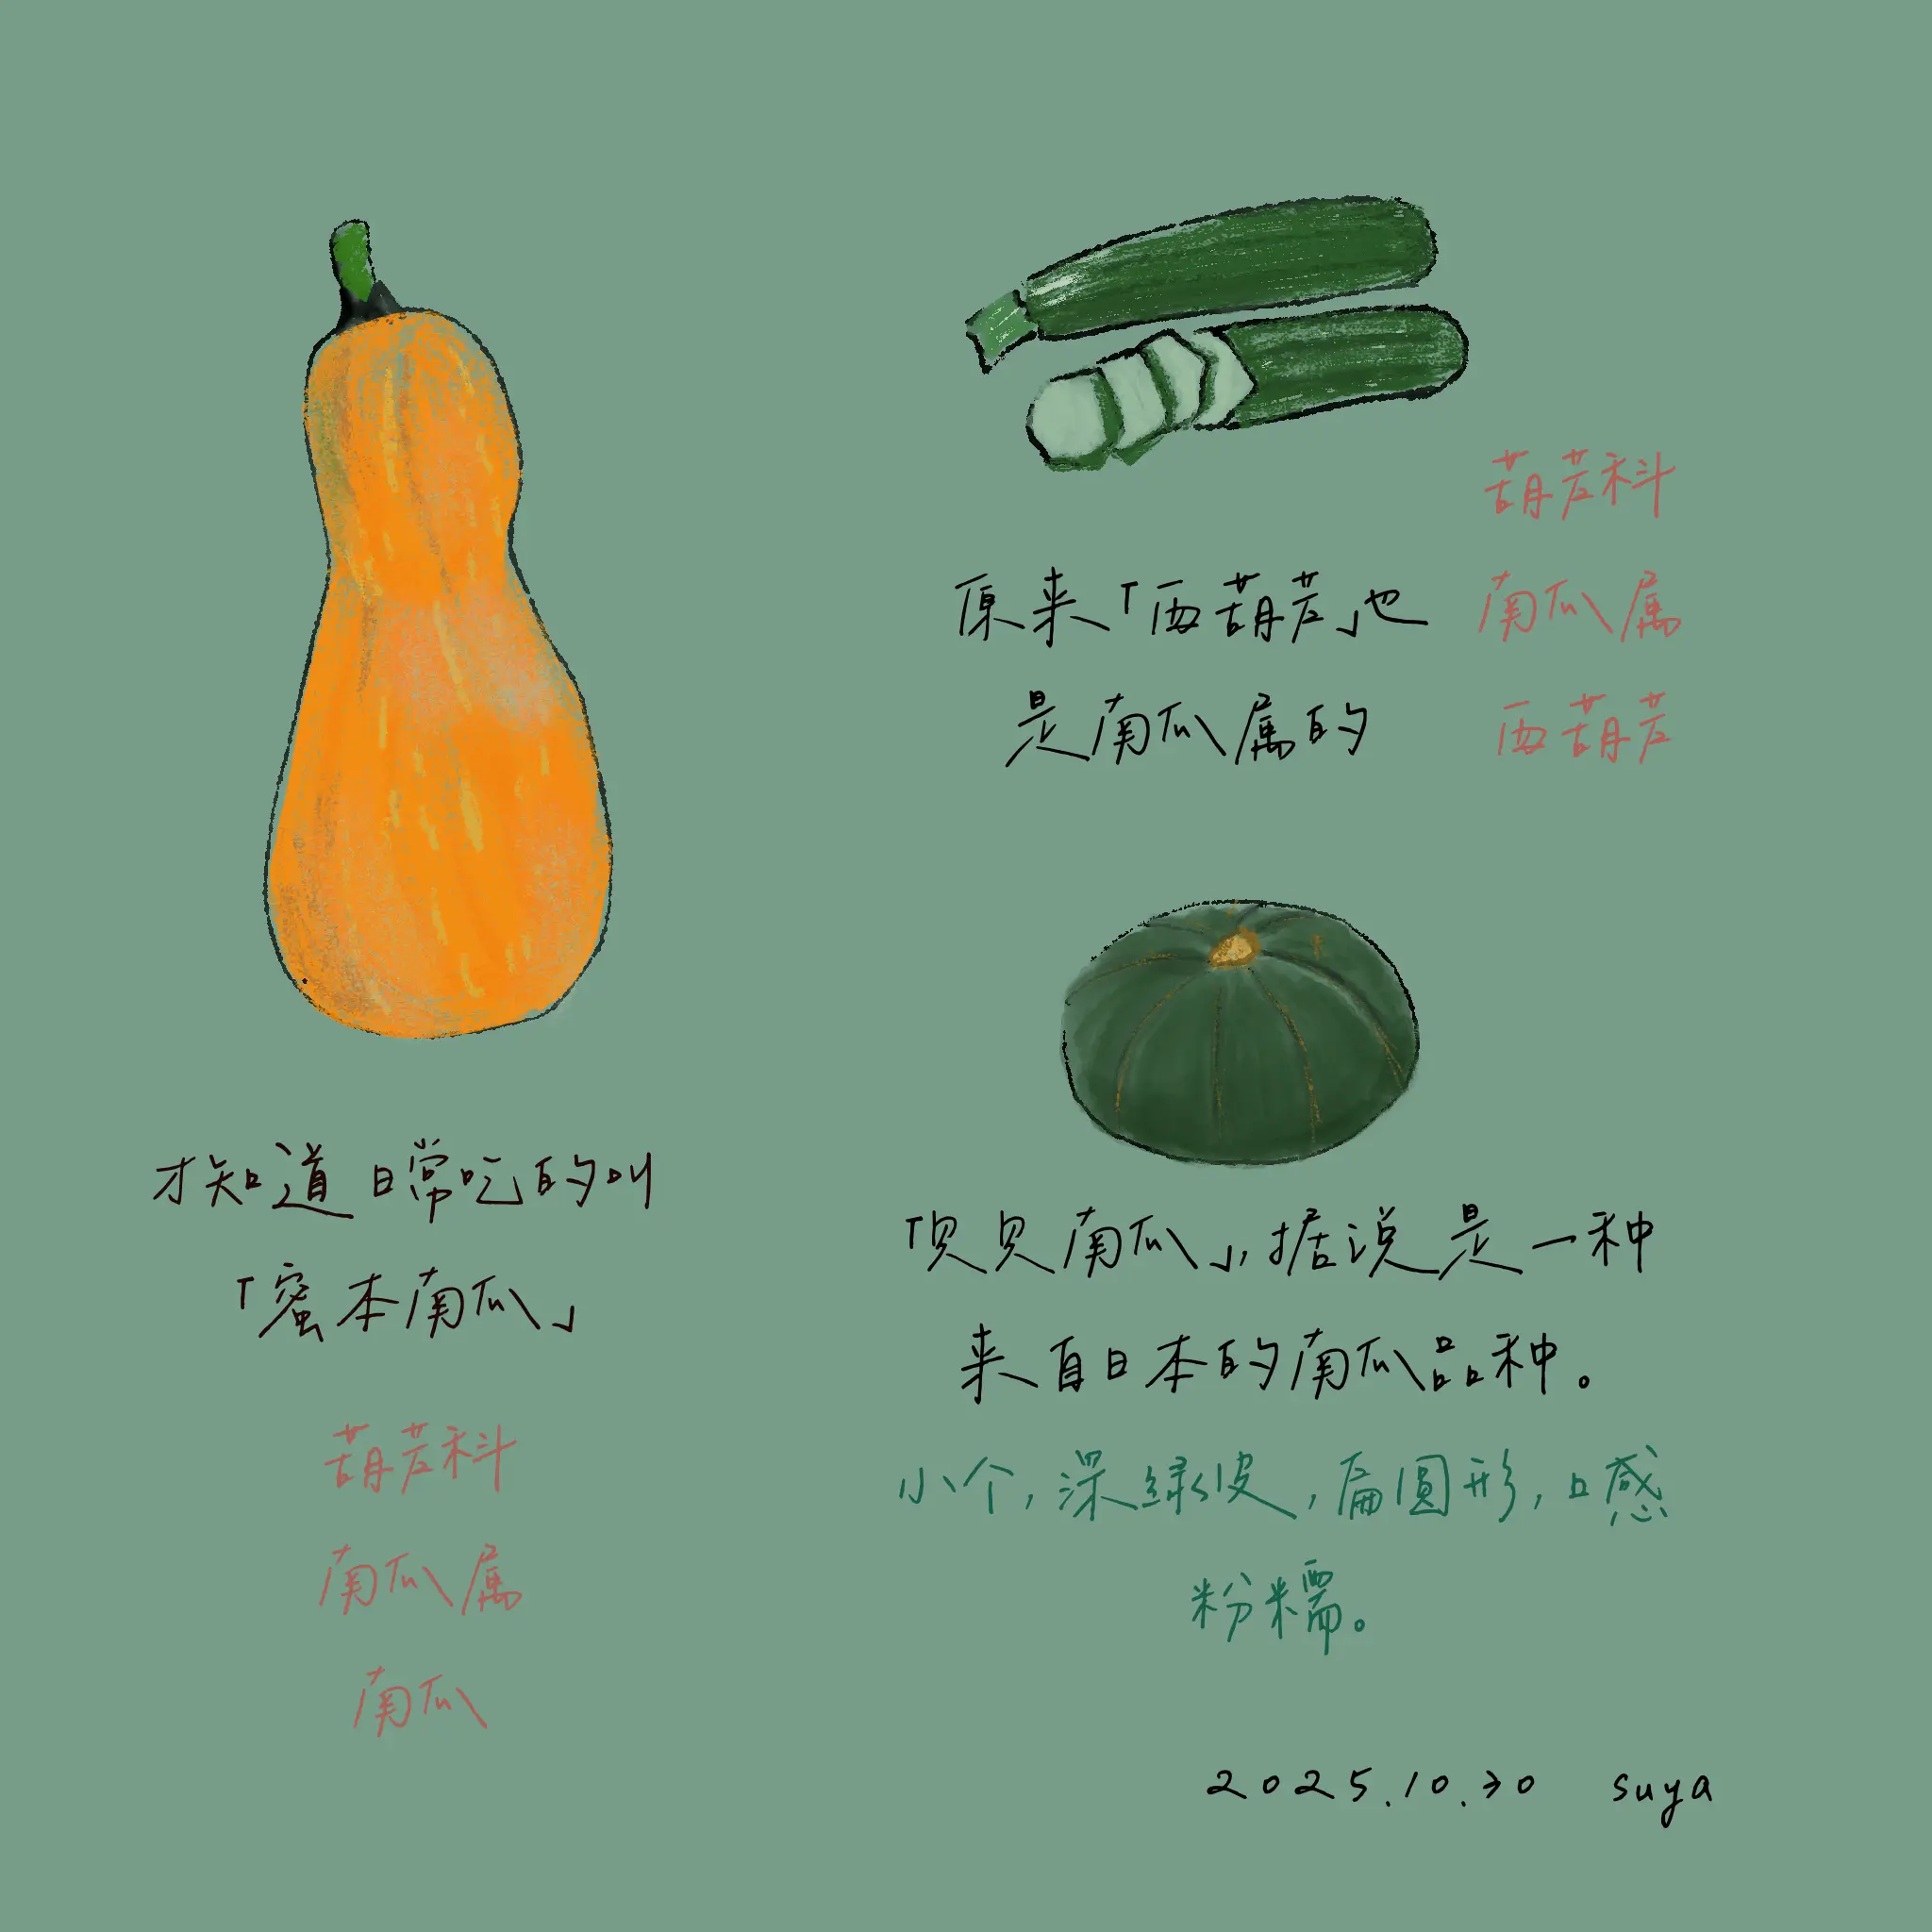 才知道日常吃的叫
「蜜本南瓜」
葫芦科
南瓜属
南瓜
原来「西葫芦」也
是南瓜属的
葫芦科
南瓜属
西葫芦
「贝贝南瓜」，据说是一种
来自日本的南瓜品种。
小个，深绿皮，扁圆形，口感
粉糯。
2025.10.30 suya